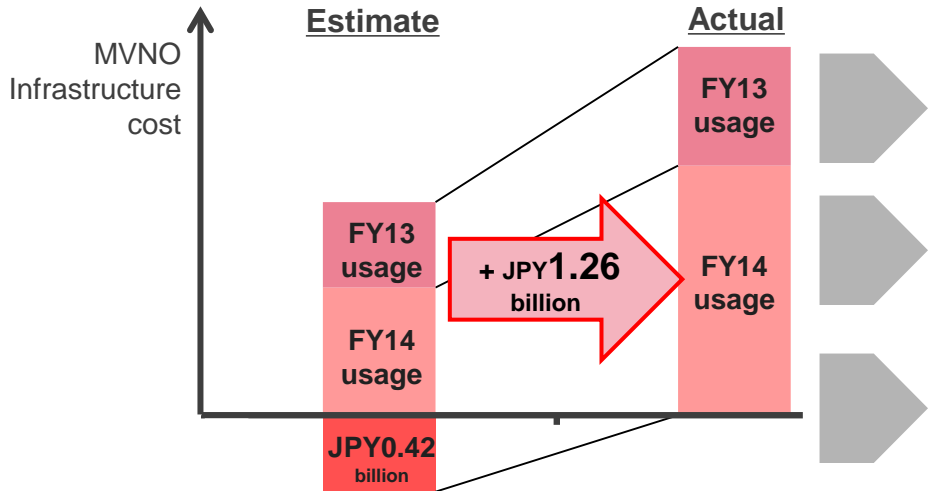 Estimate
Actual
MVNO
Infrastructure
cost
FY13
usage
FY13
usage
+ JPY1.26
billion
FY14
usage
FY14
usage
JPY0.42
billion